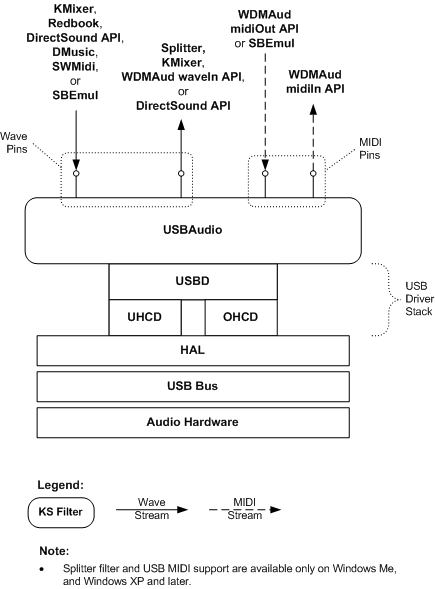 KMixer,
Redbook,
DirectSound API,
DMusic,
SWMidi,
or
SBEmul
Splitter,
KMixer,
WDMAud waveIn API,
or
DirectSound API
WDMAud
midiOut API
or SBEmul
WDMAud
midiIn API
Wave
Pins
MIDI
Pins
USBAudio
USBD
UHCD
OHCD
USB
Driver
Stack
HAL
USB Bus
Audio Hardware
Legend:
KS Filter
Wave
Stream
MIDI
Stream
Note:
• Splitter filter and USB MIDI support are available only on Windows Me,
and Windows XP and later.